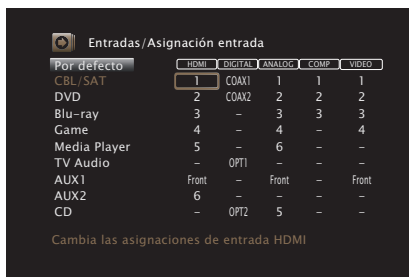 Entradas/Asignación entrada
Por defecto HDMI DIGITAL ANALOG COMP VIDEO
CBL/SAT 1 COAX1 1 1 1
DVD 2 COAX2 2 2 2
Blu-ray 3 – 3 3 3
Game 4 – 4 – 4
Media Player 5 – 6 – –
TV Audio – OPT1 – – –
AUX1 Front – Front – Front
AUX2 6 – – – –
CD – OPT2 5 – –
Cambia las asignaciones de entrada HDMI